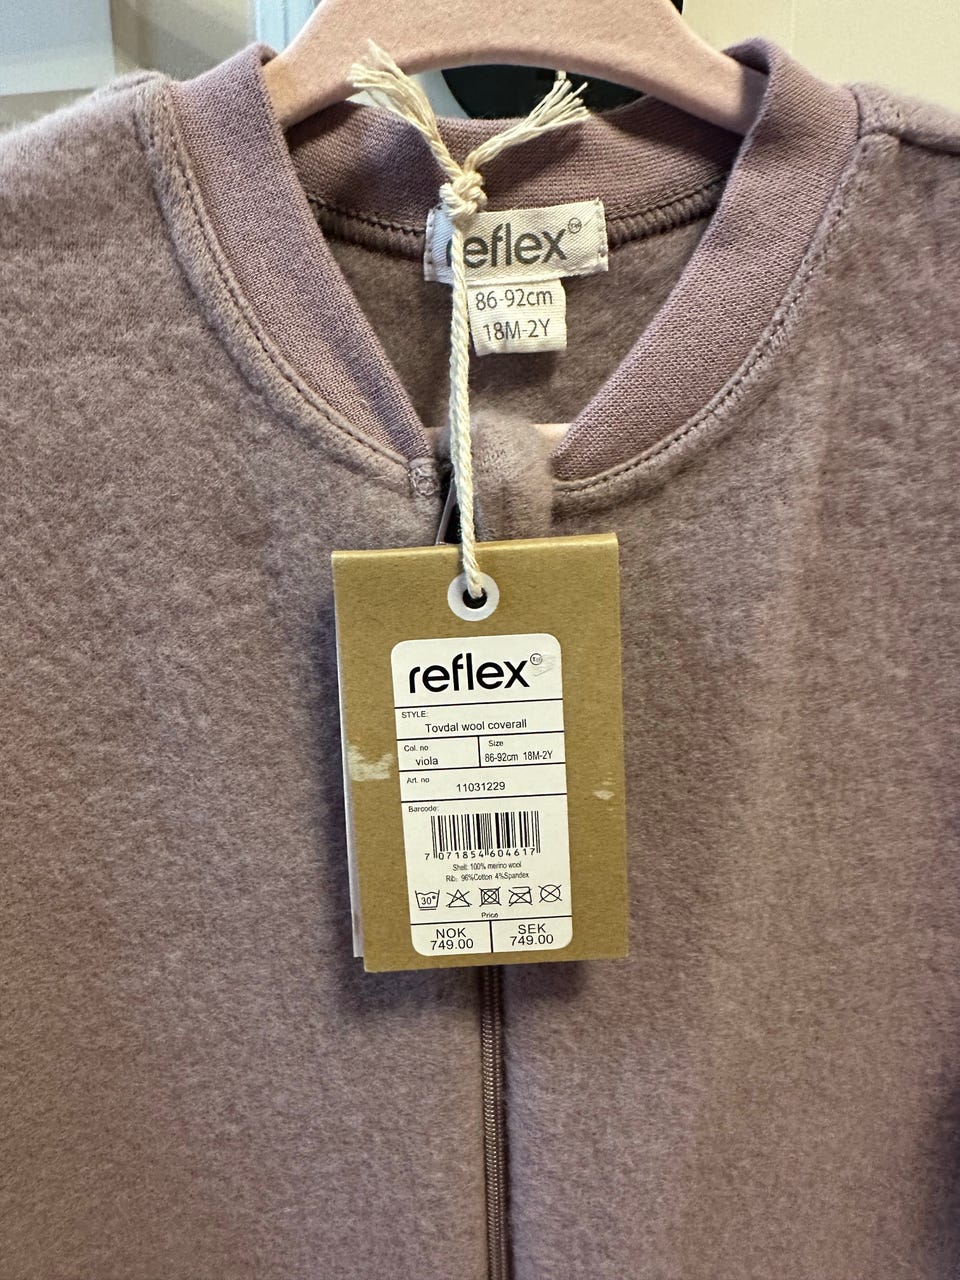 reflex
86-92cm
18M-2Y
reflex
STYLE:
Tovdal wool coverall
Col. no
viola
Size
86-92cm 18M-2Y
Art. no
11031229
Barcode:
7 071854 604617
Shell: 100% merino wool
Rib: 96%Cotton 4%Spandex
30°
Price
NOK
749.00
SEK
749.00